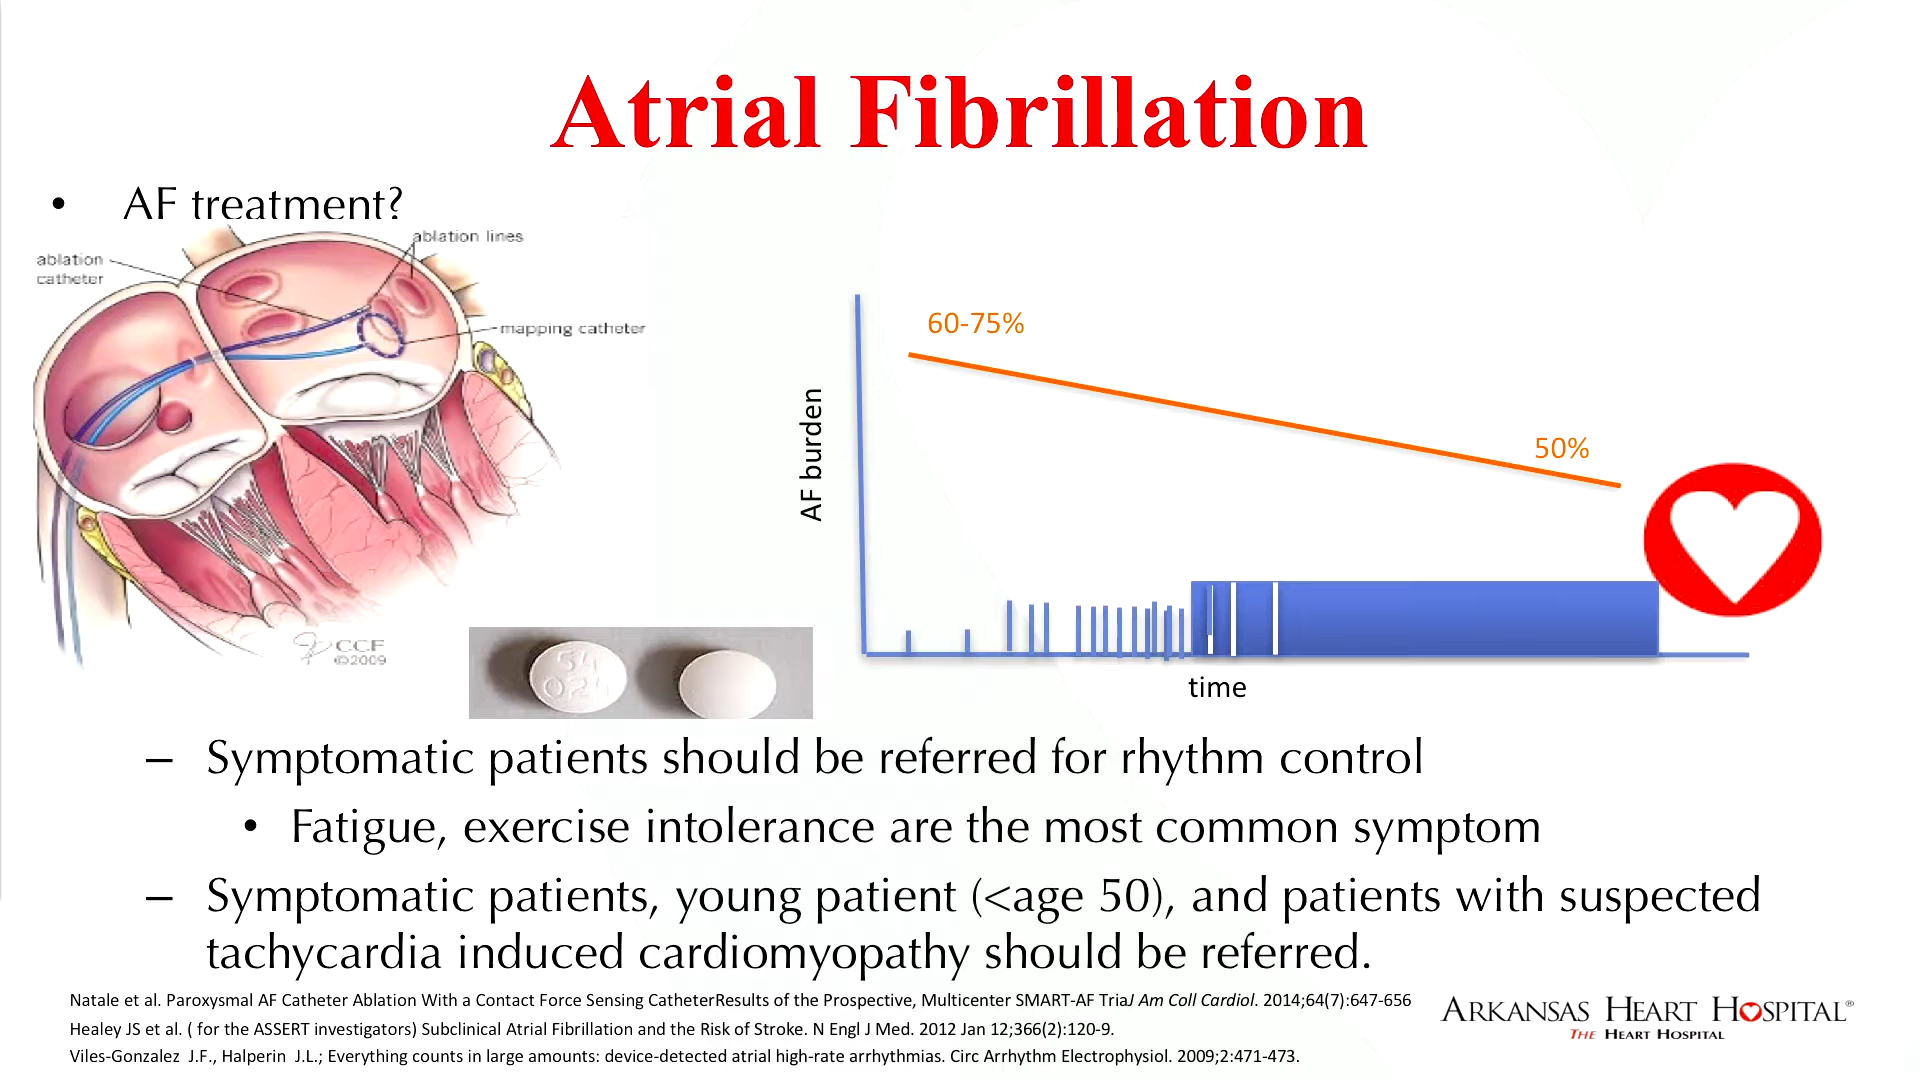 Atrial Fibrillation
• AF treatment?
ablation lines
ablation
catheter
mapping catheter
CCF
©2009
54
60-75%
50%
AF burden
time
– Symptomatic patients should be referred for rhythm control
• Fatigue, exercise intolerance are the most common symptom
– Symptomatic patients, young patient (<age 50), and patients with suspected
tachycardia induced cardiomyopathy should be referred.
Natale et al. Paroxysmal AF Catheter Ablation With a Contact Force Sensing CatheterResults of the Prospective, Multicenter SMART-AF TriaJ Am Coll Cardiol. 2014;64(7):647-656
Healey JS et al. ( for the ASSERT investigators) Subclinical Atrial Fibrillation and the Risk of Stroke. N Engl J Med. 2012 Jan 12;366(2):120-9.
Viles-Gonzalez J.F., Halperin J.L.; Everything counts in large amounts: device-detected atrial high-rate arrhythmias. Circ Arrhythm Electrophysiol. 2009;2:471-473.
ARKANSAS HEART HOSPITAL®
THE HEART HOSPITAL